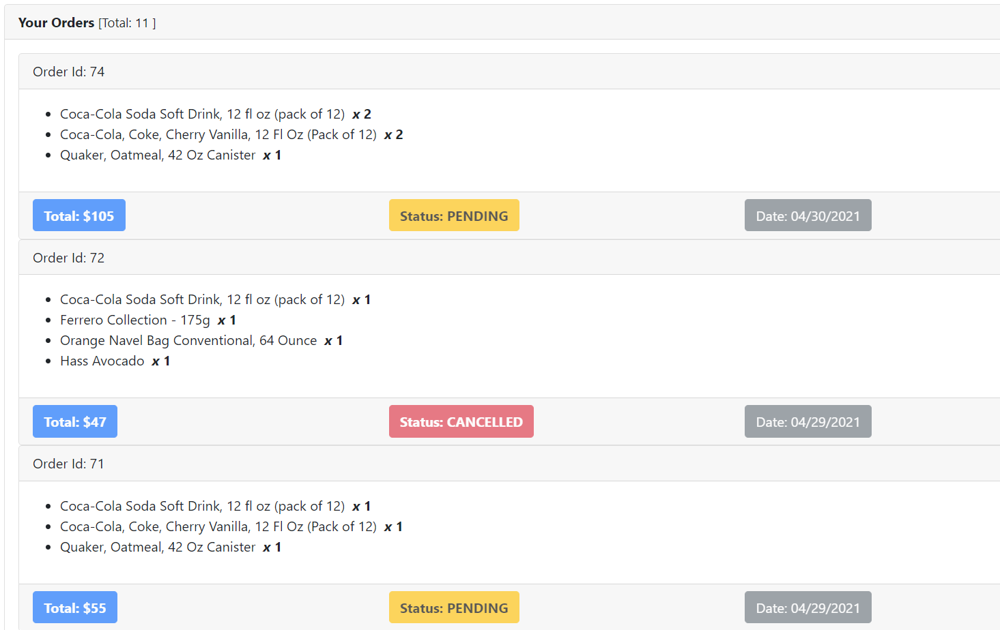 Your Orders [Total: 11 ]
Order Id: 74
Coca-Cola Soda Soft Drink, 12 fl oz (pack of 12) x 2
Coca-Cola, Coke, Cherry Vanilla, 12 Fl Oz (Pack of 12) x 2
Quaker, Oatmeal, 42 Oz Canister x 1
Total: $105 Status: PENDING Date: 04/30/2021
Order Id: 72
Coca-Cola Soda Soft Drink, 12 fl oz (pack of 12) x 1
Ferrero Collection - 175g x 1
Orange Navel Bag Conventional, 64 Ounce x 1
Hass Avocado x 1
Total: $47 Status: CANCELLED Date: 04/29/2021
Order Id: 71
Coca-Cola Soda Soft Drink, 12 fl oz (pack of 12) x 1
Coca-Cola, Coke, Cherry Vanilla, 12 Fl Oz (Pack of 12) x 1
Quaker, Oatmeal, 42 Oz Canister x 1
Total: $55 Status: PENDING Date: 04/29/2021